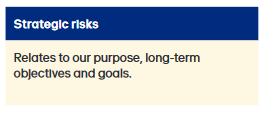 Strategic risks
Relates to our purpose, long-term
objectives and goals.